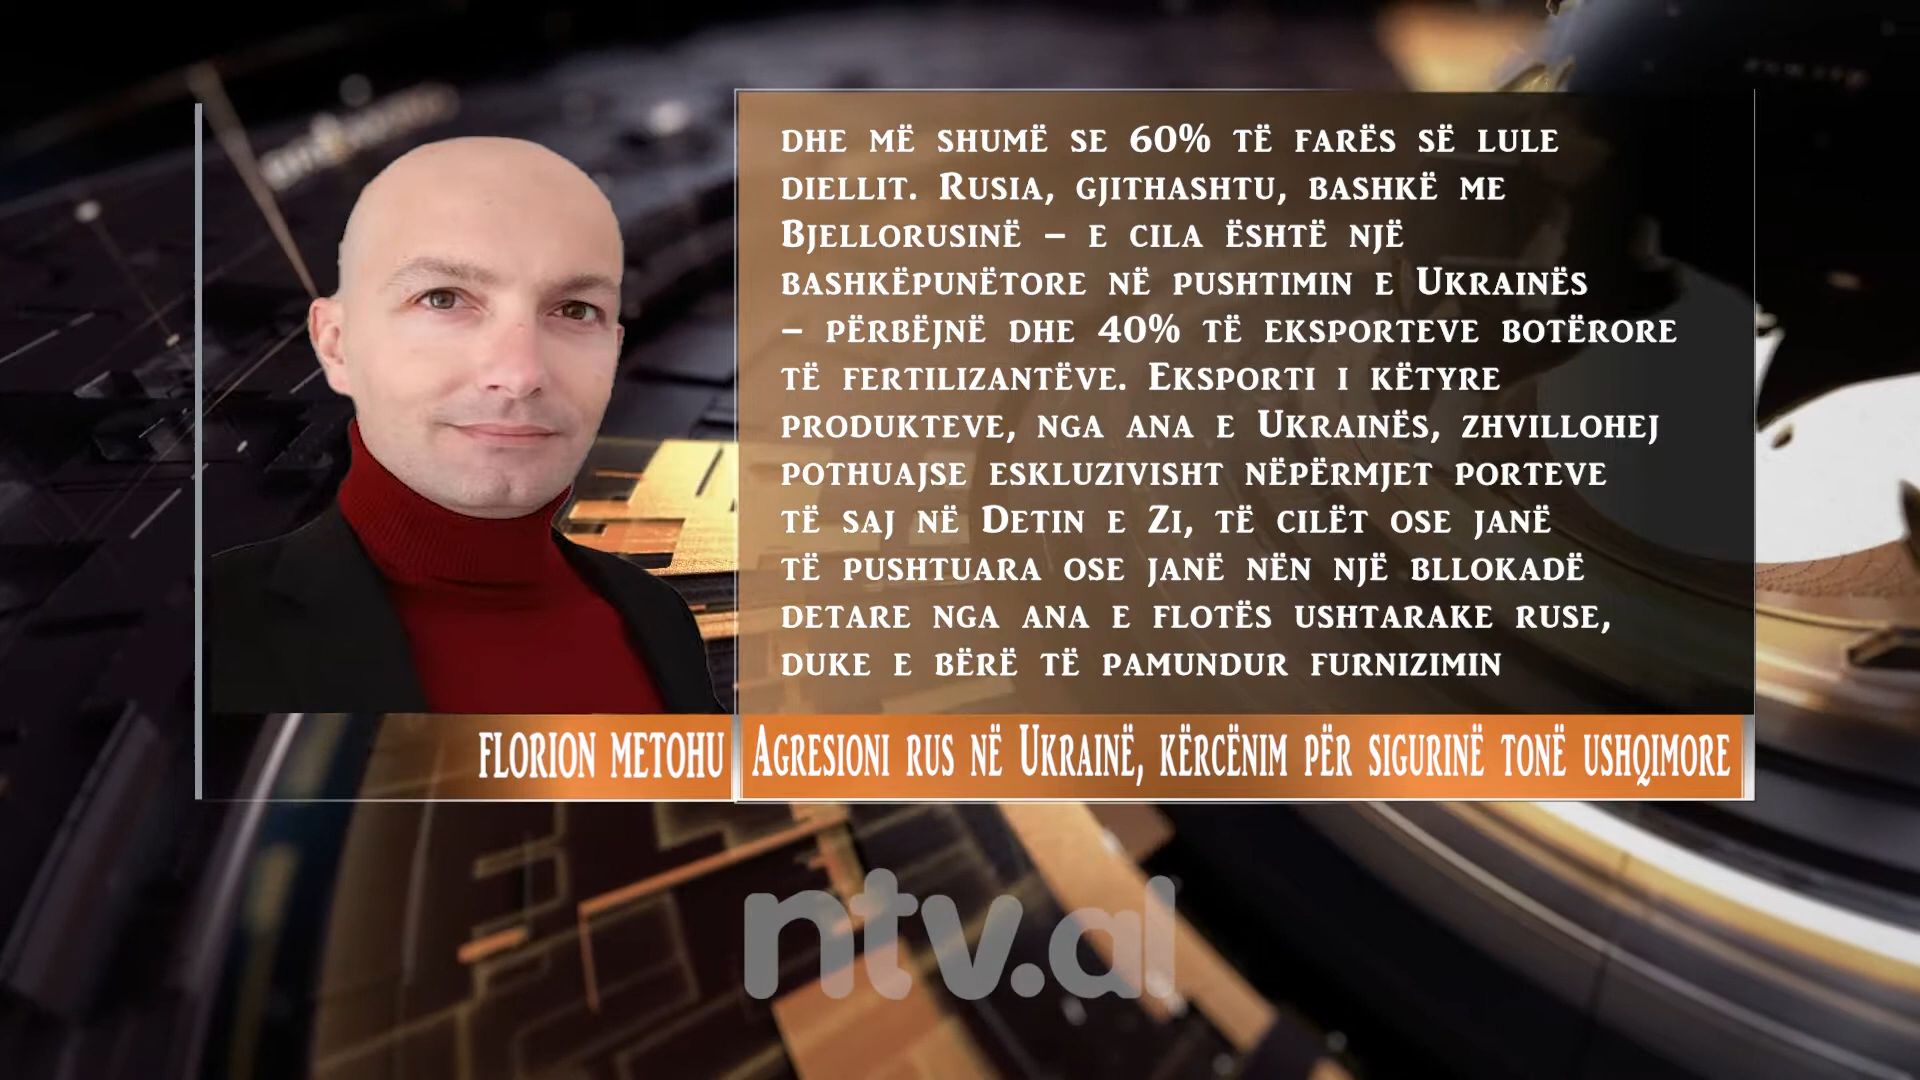 DHE MË SHUMË SE 60% TË FARËS SË LULE
DIELLIT. RUSIA, GJITHASHTU, BASHKË ME
BJELLORUSINË – E CILA ËSHTË NJË
BASHKËPUNËTORE NË PUSHTIMIN E UKRAINËS
– PËRBËJNË DHE 40% TË EKSPORTEVE BOTËRORE
TË FERTILIZANTËVE. EKSPORTI I KËTYRE
PRODUKTEVE, NGA ANA E UKRAINËS, ZHVILLOHEJ
POTHUAJSE ESKLUZIVISHT NËPËRMJET PORTEVE
TË SAJ NË DETIN E ZI, TË CILËT OSE JANË
TË PUSHTUARA OSE JANË NËN NJË BLLOKADË
DETARE NGA ANA E FLOTËS USHTARAKE RUSE,
DUKE E BËRË TË PAMUNDUR FURNIZIMIN
FLORION METOHU
AGRESIONI RUS NË UKRAINË, KËRCËNIM PËR SIGURINË TONË USHQIMORE
ntv.al